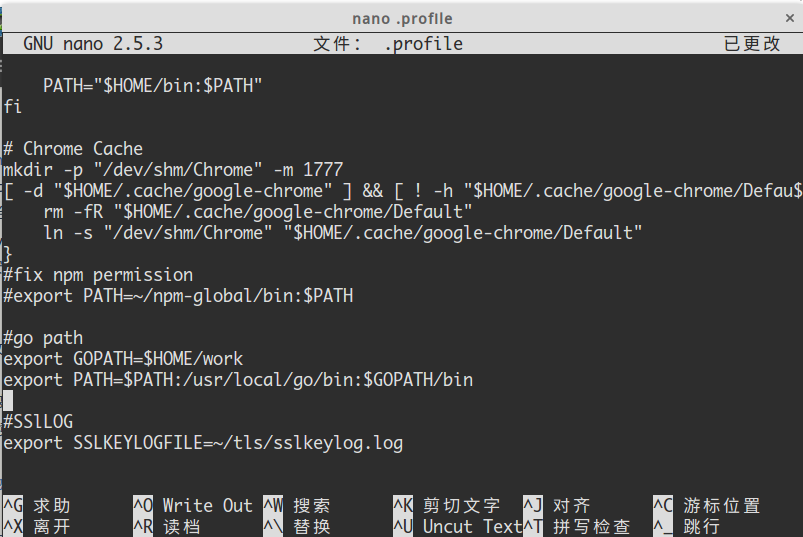 nano .profile ×
GNU nano 2.5.3 文件： .profile 已更改
PATH="$HOME/bin:$PATH"
fi
# Chrome Cache
mkdir -p "/dev/shm/Chrome" -m 1777
[ -d "$HOME/.cache/google-chrome" ] && [ ! -h "$HOME/.cache/google-chrome/Defau$
rm -fR "$HOME/.cache/google-chrome/Default"
ln -s "/dev/shm/Chrome" "$HOME/.cache/google-chrome/Default"
}
#fix npm permission
#export PATH=~/npm-global/bin:$PATH
#go path
export GOPATH=$HOME/work
export PATH=$PATH:/usr/local/go/bin:$GOPATH/bin
#SSlLOG
export SSLKEYLOGFILE=~/tls/sslkeylog.log
^G 求助 ^O Write Out ^W 搜索 ^K 剪切文字 ^J 对齐 ^C 游标位置
^X 离开 ^R 读档 ^\ 替换 ^U Uncut Text ^T 拼写检查 ^_ 跳行